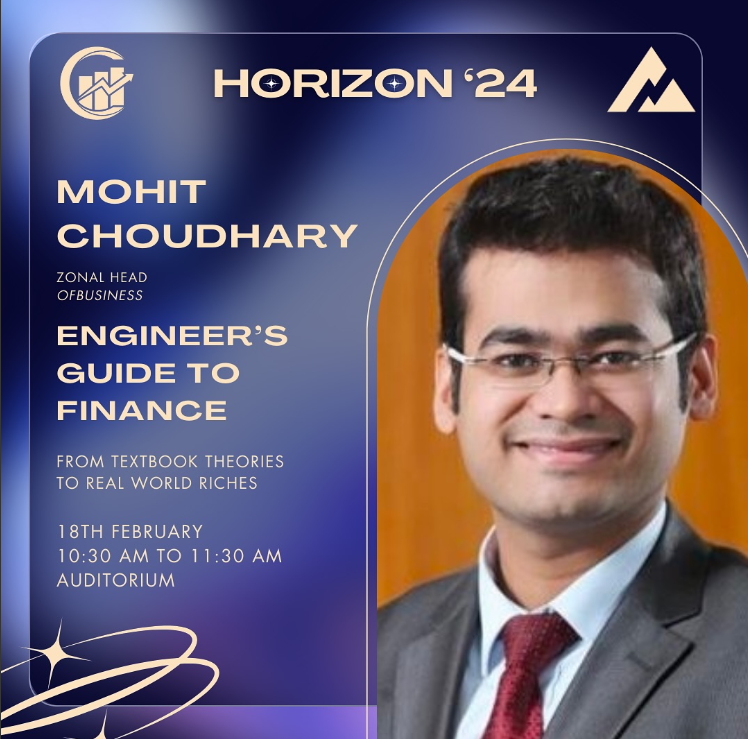 HORIZON ‘24
MOHIT
CHOUDHARY
ZONAL HEAD
OFBUSINESS
ENGINEER’S
GUIDE TO
FINANCE
FROM TEXTBOOK THEORIES
TO REAL WORLD RICHES
18TH FEBRUARY
10:30 AM TO 11:30 AM
AUDITORIUM